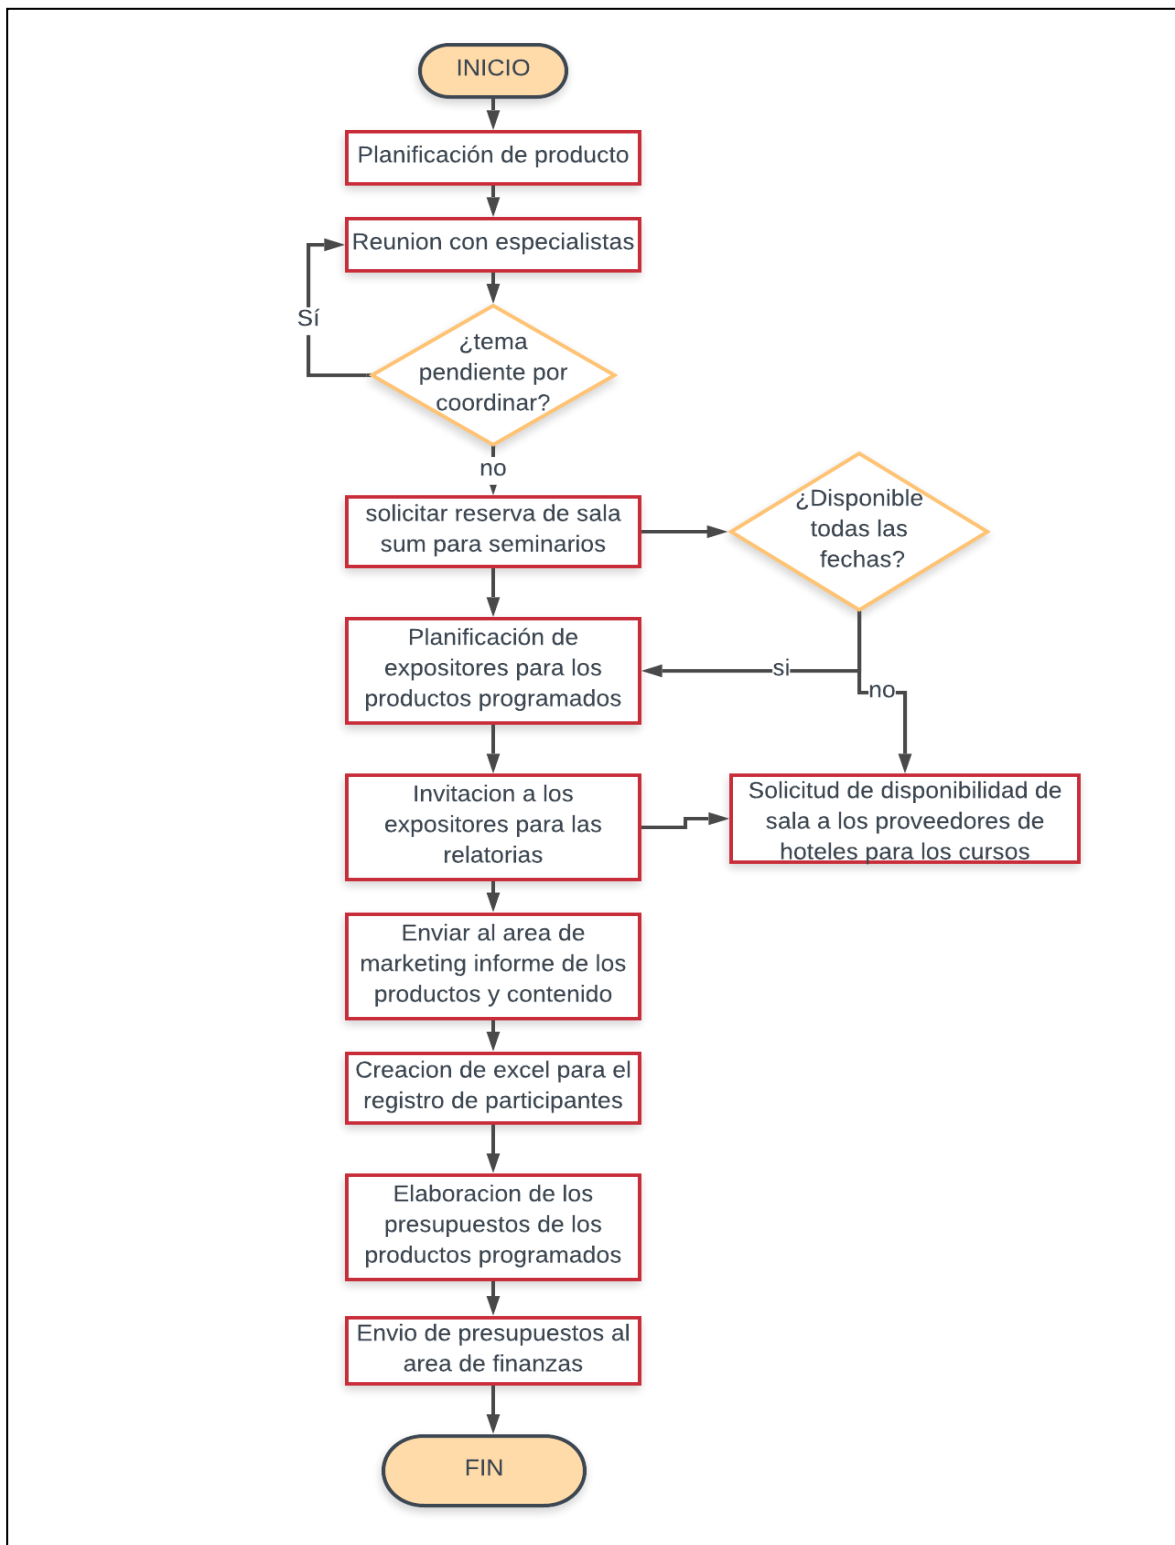 INICIO
Planificación de producto
Reunion con especialistas
Sí
¿tema
pendiente por
coordinar?
no
solicitar reserva de sala
sum para seminarios
¿Disponible
todas las
fechas?
Planificación de
expositores para los
productos programados
si
no
Invitacion a los
expositores para las
relatorias
Solicitud de disponibilidad de
sala a los proveedores de
hoteles para los cursos
Enviar al area de
marketing informe de los
productos y contenido
Creacion de excel para el
registro de participantes
Elaboracion de los
presupuestos de los
productos programados
Envio de presupuestos al
area de finanzas
FIN